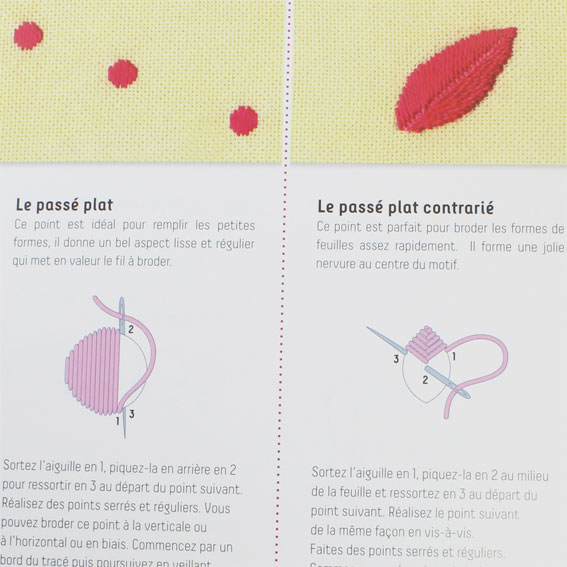 Le passé plat
Ce point est idéal pour remplir les petites
formes, il donne un bel aspect lisse et régulier
qui met en valeur le fil à broder.
2
1
3
Sortez l'aiguille en 1, piquez-la en arrière en 2
pour ressortir en 3 au départ du point suivant.
Réalisez des points serrés et réguliers. Vous
pouvez broder ce point à la verticale ou
à l'horizontal ou en biais. Commencez par un
bord du tracé puis poursuivez en veillant
Le passé plat contrarié
Ce point est parfait pour broder les formes de
feuilles assez rapidement. Il forme une jolie
nervure au centre du motif.
3
1
2
Sortez l'aiguille en 1, piquez-la en 2 au milieu
de la feuille et ressortez en 3 au départ du
point suivant. Réalisez le point suivant
de la même façon en vis-à-vis.
Faites des points serrés et réguliers.